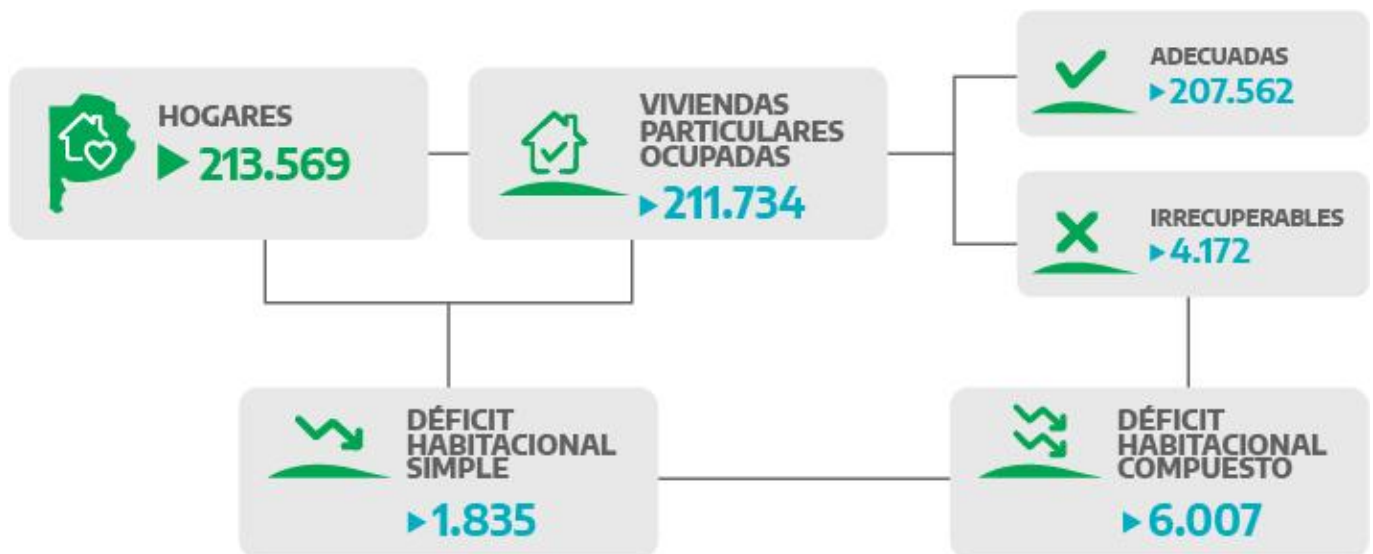 HOGARES
213.569
VIVIENDAS
PARTICULARES
OCUPADAS
211.734
ADECUADAS
207.562
IRRECUPERABLES
4.172
DÉFICIT
HABITACIONAL
SIMPLE
1.835
DÉFICIT
HABITACIONAL
COMPUESTO
6.007